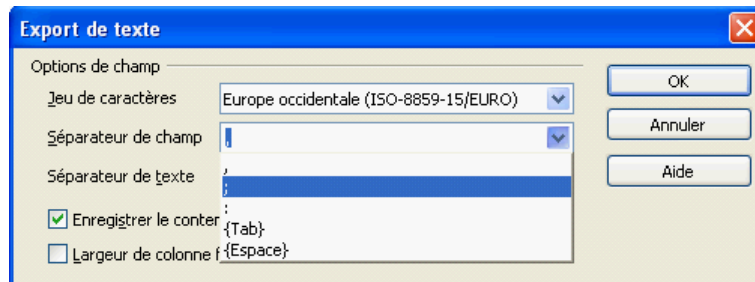 Export de texte
Options de champ
Jeu de caractères
Europe occidentale (ISO-8859-15/EURO)
OK
Séparateur de champ
,
Annuler
Séparateur de texte
,
;
:
{Tab}
{Espace}
Aide
Enregistrer le conter
Largeur de colonne f